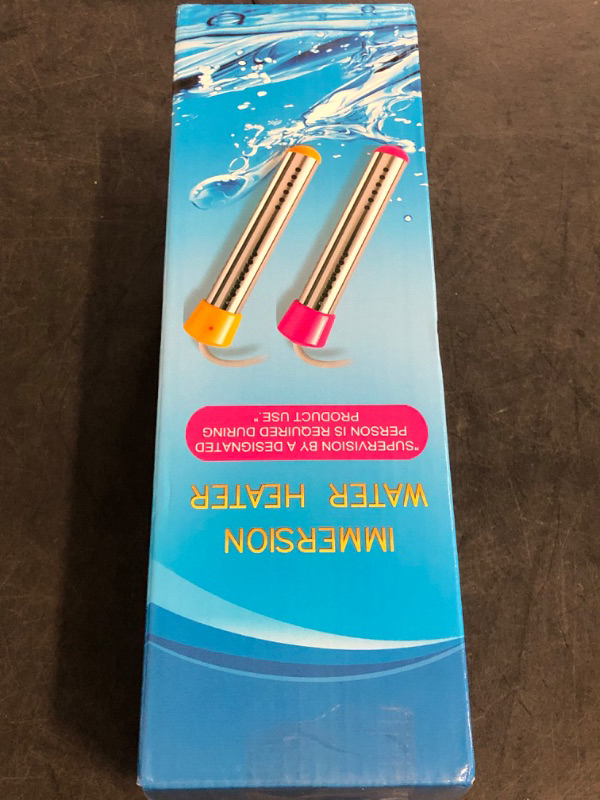 IMMERSION
WATER HEATER
"SUPERVISION BY A DESIGNATED
PERSON IS REQUIRED DURING
PRODUCT USE."